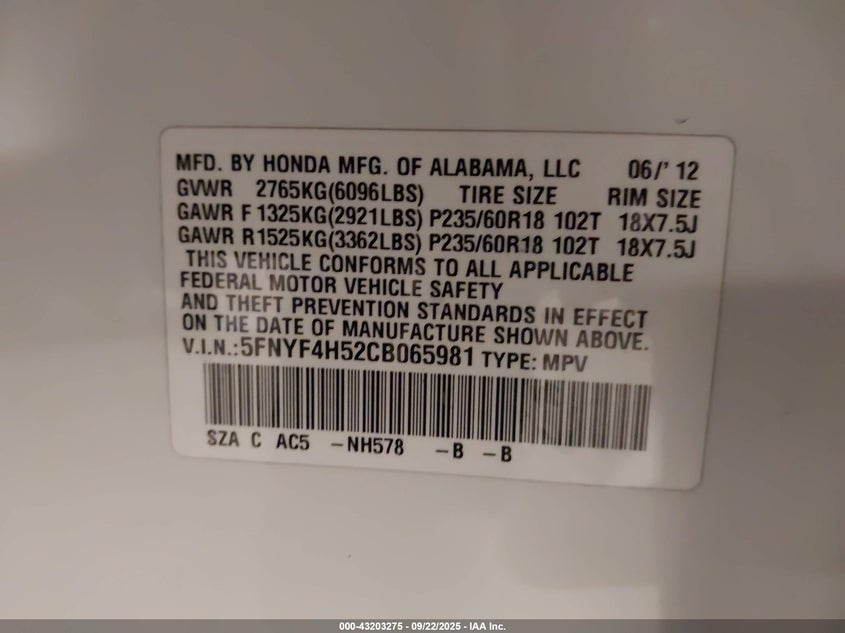 MFD. BY HONDA MFG. OF ALABAMA, LLC 06/' 12
GVWR 2765KG(6096LBS) TIRE SIZE RIM SIZE
GAWR F 1325KG(2921LBS) P235/60R18 102T 18X7.5J
GAWR R1525KG(3362LBS) P235/60R18 102T 18X7.5J
THIS VEHICLE CONFORMS TO ALL APPLICABLE
FEDERAL MOTOR VEHICLE SAFETY
AND THEFT PREVENTION STANDARDS IN EFFECT
ON THE DATE OF MANUFACTURE SHOWN ABOVE.
V.I.N.:5FNYF4H52CB065981 TYPE: MPV
SZA C AC5 -NH578 -B -B
000-43203275 - 09/22/2025 - IAA Inc.